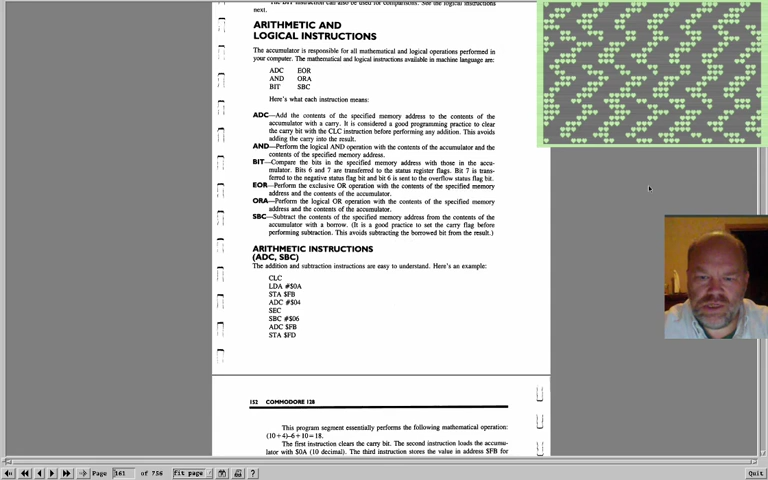 next.
ARITHMETIC AND
LOGICAL INSTRUCTIONS
The accumulator is responsible for all mathematical and logical operations performed in
your computer. The mathematical and logical instructions available in machine language are:
ADC EOR
AND ORA
BIT SBC
Here's what each instruction means:
ADC—Add the contents of the specified memory address to the contents of the
accumulator with a carry. It is considered a good programming practice to clear
the carry bit with the CLC instruction before performing any addition. This avoids
adding the carry into the result.
AND—Perform the logical AND operation with the contents of the accumulator and the
contents of the specified memory address.
BIT—Compare the bits in the specified memory address with those in the accu-
mulator. Bits 6 and 7 are transferred to the status register flags. Bit 7 is trans-
ferred to the negative status flag bit and bit 6 is sent to the overflow status flag bit.
EOR—Perform the exclusive OR operation with the contents of the specified memory
address and the contents of the accumulator.
ORA—Perform the logical OR operation with the contents of the specified memory
address and the contents of the accumulator.
SBC—Subtract the contents of the specified memory address from the contents of the
accumulator with a borrow. (It is a good practice to set the carry flag before
performing subtraction. This avoids subtracting the borrowed bit from the result.)
ARITHMETIC INSTRUCTIONS
(ADC, SBC)
The addition and subtraction instructions are easy to understand. Here's an example:
CLC
LDA #$0A
STA $FB
ADC #$04
SEC
SBC #$06
ADC $FB
STA $FD
152 COMMODORE 128
This program segment essentially performs the following mathematical operation:
(10+4)–6+10=18.
The first instruction clears the carry bit. The second instruction loads the accumu-
lator with $0A (10 decimal). The third instruction stores the value in address $FB for
Page 161 of 756 fit page ? Quit